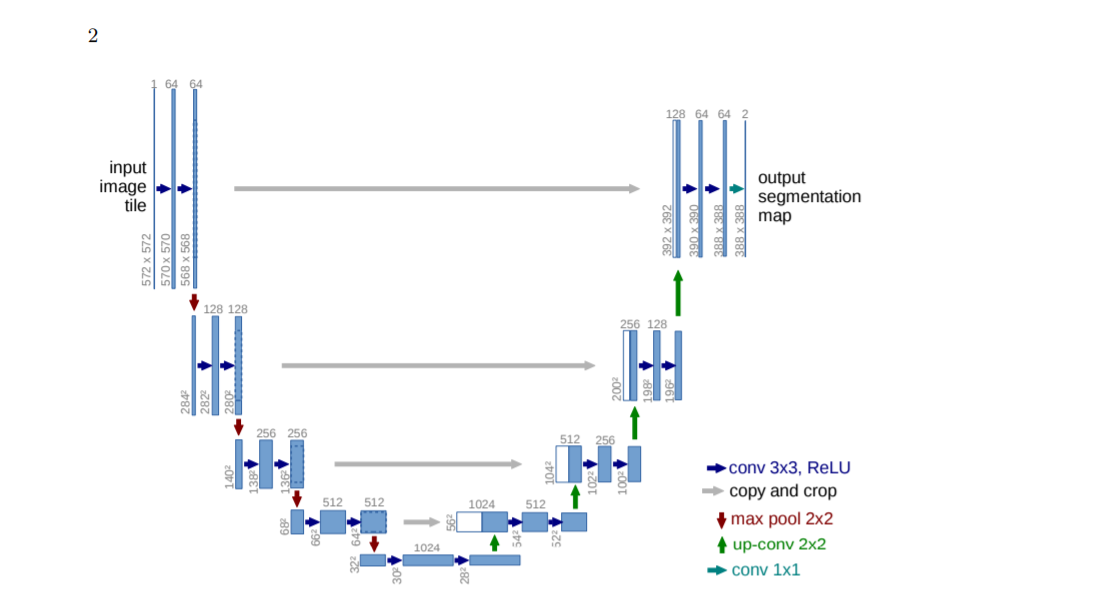 2
1 64 64
128 64 64 2
input
image
tile
output
segmentation
map
572 x 572
570 x 570
568 x 568
392 x 392
390 x 390
388 x 388
388 x 388
128 128
256 128
284²
282²
280²
200²
198²
196²
256 256
512 256
140²
138²
136²
104²
102²
100²
512 512
1024 512
68²
66²
64²
56²
54²
52²
1024
32²
30²
28²
conv 3x3, ReLU
copy and crop
max pool 2x2
up-conv 2x2
conv 1x1